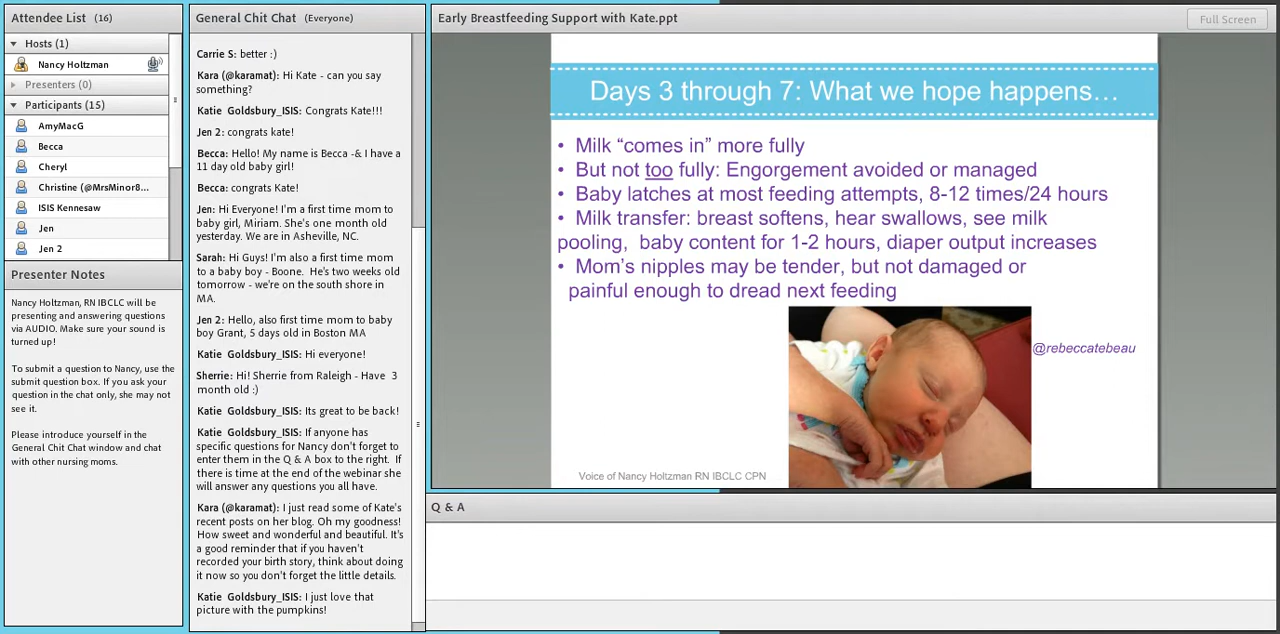 Attendee List (16)
Hosts (1)
Nancy Holtzman
Presenters (0)
Participants (15)
AmyMacG
Becca
Cheryl
Christine (@MrsMinor8...
ISIS Kennesaw
Jen
Jen 2
Presenter Notes
Nancy Holtzman, RN IBCLC will be
presenting and answering questions
via AUDIO. Make sure your sound is
turned up!
To submit a question to Nancy, use the
submit question box. If you ask your
question in the chat only, she may not
see it.
Please introduce yourself in the
General Chit Chat window and chat
with other nursing moms.
General Chit Chat (Everyone)
Carrie S: better :)
Kara (@karamat): Hi Kate - can you say
something?
Katie Goldsbury_ISIS: Congrats Kate!!!
Jen 2: congrats kate!
Becca: Hello! My name is Becca -& I have a
11 day old baby girl!
Becca: congrats Kate!
Jen: Hi Everyone! I'm a first time mom to
baby girl, Miriam. She's one month old
yesterday. We are in Asheville, NC.
Sarah: Hi Guys! I'm also a first time mom
to a baby boy - Boone. He's two weeks old
tomorrow - we're on the south shore in
MA.
Jen 2: Hello, also first time mom to baby
boy Grant, 5 days old in Boston MA
Katie Goldsbury_ISIS: Hi everyone!
Sherrie: Hi! Sherrie from Raleigh - Have 3
month old :)
Katie Goldsbury_ISIS: Its great to be back!
Katie Goldsbury_ISIS: If anyone has
specific questions for Nancy don't forget to
enter them in the Q & A box to the right. If
there is time at the end of the webinar she
will answer any questions you all have.
Kara (@karamat): I just read some of Kate's
recent posts on her blog. Oh my goodness!
How sweet and wonderful and beautiful. It's
a good reminder that if you haven't
recorded your birth story, think about doing
it now so you don't forget the little details.
Katie Goldsbury_ISIS: I just love that
picture with the pumpkins!
Early Breastfeeding Support with Kate.ppt
Full Screen
Days 3 through 7: What we hope happens…
• Milk “comes in” more fully
• But not too fully: Engorgement avoided or managed
• Baby latches at most feeding attempts, 8-12 times/24 hours
• Milk transfer: breast softens, hear swallows, see milk
pooling, baby content for 1-2 hours, diaper output increases
• Mom’s nipples may be tender, but not damaged or
painful enough to dread next feeding
@rebeccatebeau
Voice of Nancy Holtzman RN IBCLC CPN
Q & A